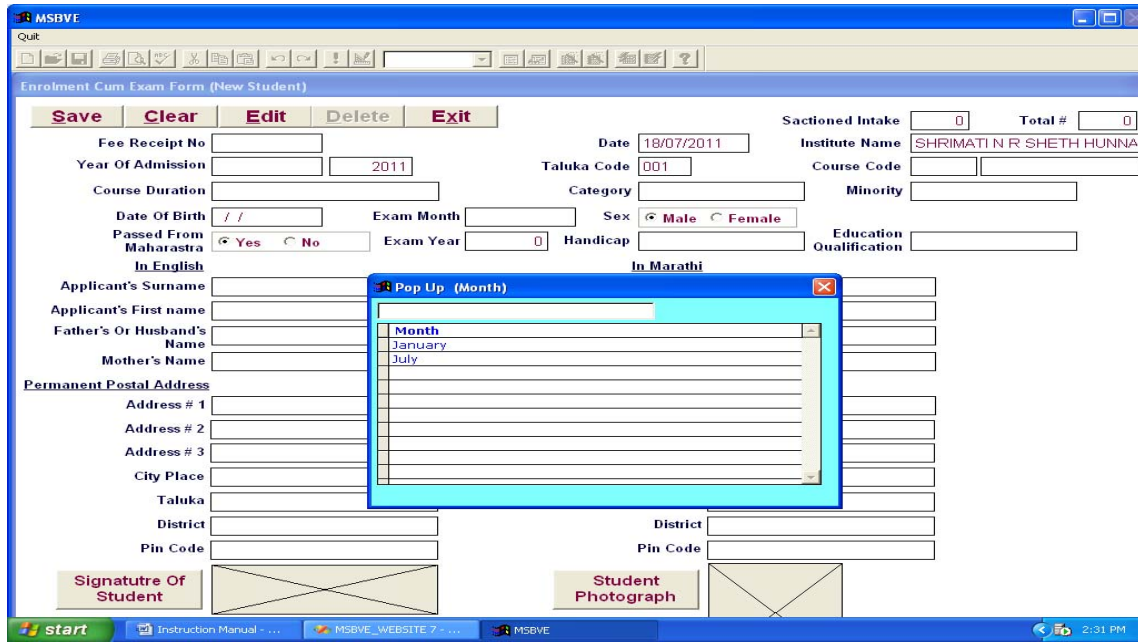 MSBVE
Quit
Enrolment Cum Exam Form (New Student)
Save Clear Edit Delete Exit
Sactioned Intake 0 Total # 0
Fee Receipt No Date 18/07/2011 Institute Name SHRIMATI N R SHETH HUNNA
Year Of Admission 2011 Taluka Code 001 Course Code
Course Duration Category Minority
Date Of Birth / / Exam Month Sex Male Female
Passed From Maharastra Yes No Exam Year 0 Handicap Education Qualification
In English In Marathi
Applicant's Surname
Applicant's First name
Father's Or Husband's Name
Mother's Name
Pop Up (Month)
Month
January
July
Permanent Postal Address
Address # 1
Address # 2
Address # 3
City Place
Taluka
District District
Pin Code Pin Code
Signatutre Of Student Student Photograph
start Instruction Manual - ... MSBVE_WEBSITE 7 - ... MSBVE 2:31 PM